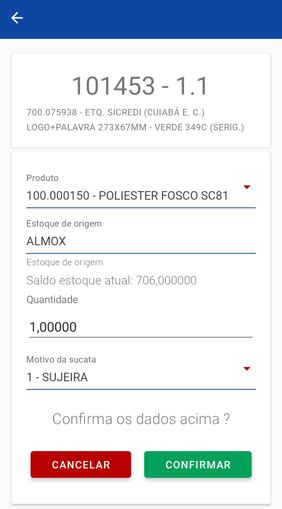 101453 - 1.1
700.075938 - ETQ. SICREDI (CUIABÁ E. C.)
LOGO+PALAVRA 273X67MM - VERDE 349C (SERIG.)
Produto
100.000150 - POLIESTER FOSCO SC81
Estoque de origem
ALMOX
Estoque de origem
Saldo estoque atual: 706,000000
Quantidade
1,00000
Motivo da sucata
1 - SUJEIRA
Confirma os dados acima ?
CANCELAR CONFIRMAR